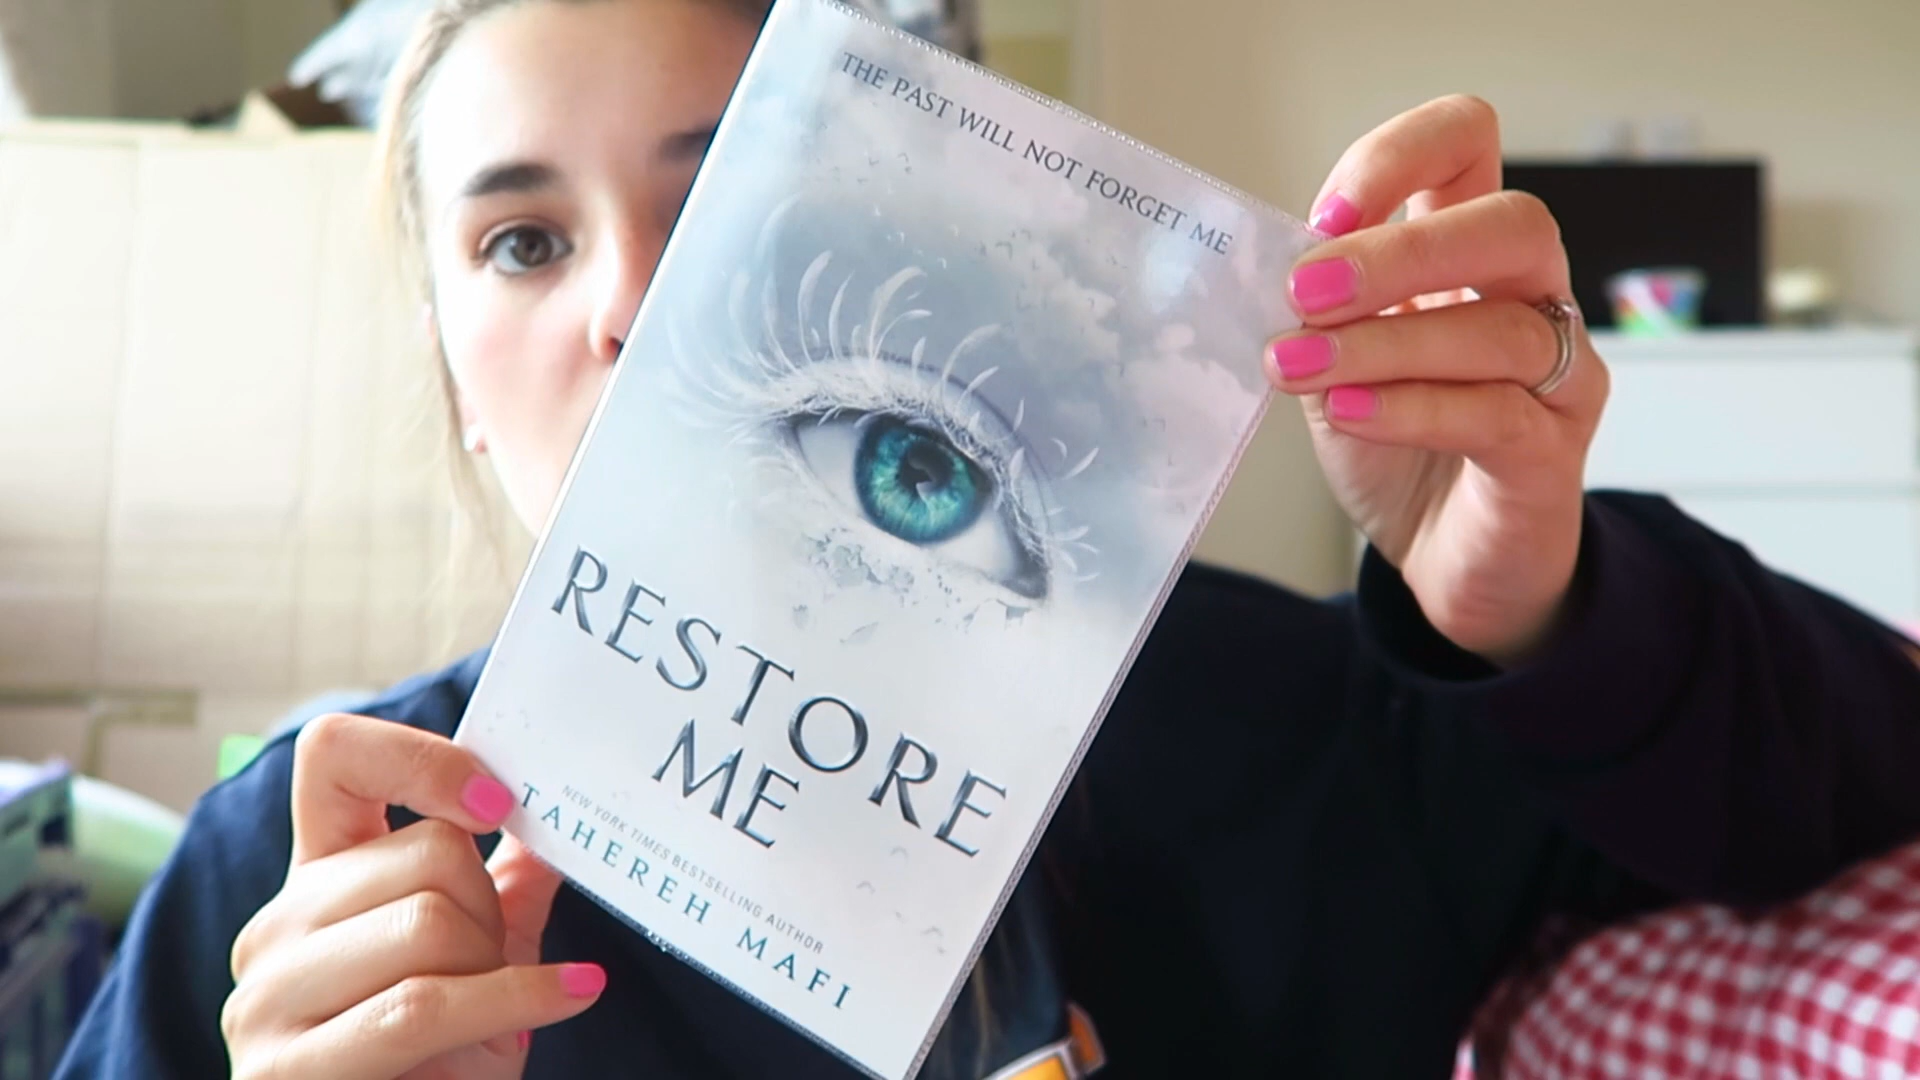 THE PAST WILL NOT FORGET ME
RESTORE
ME
NEW YORK TIMES BESTSELLING AUTHOR
TAHEREH MAFI